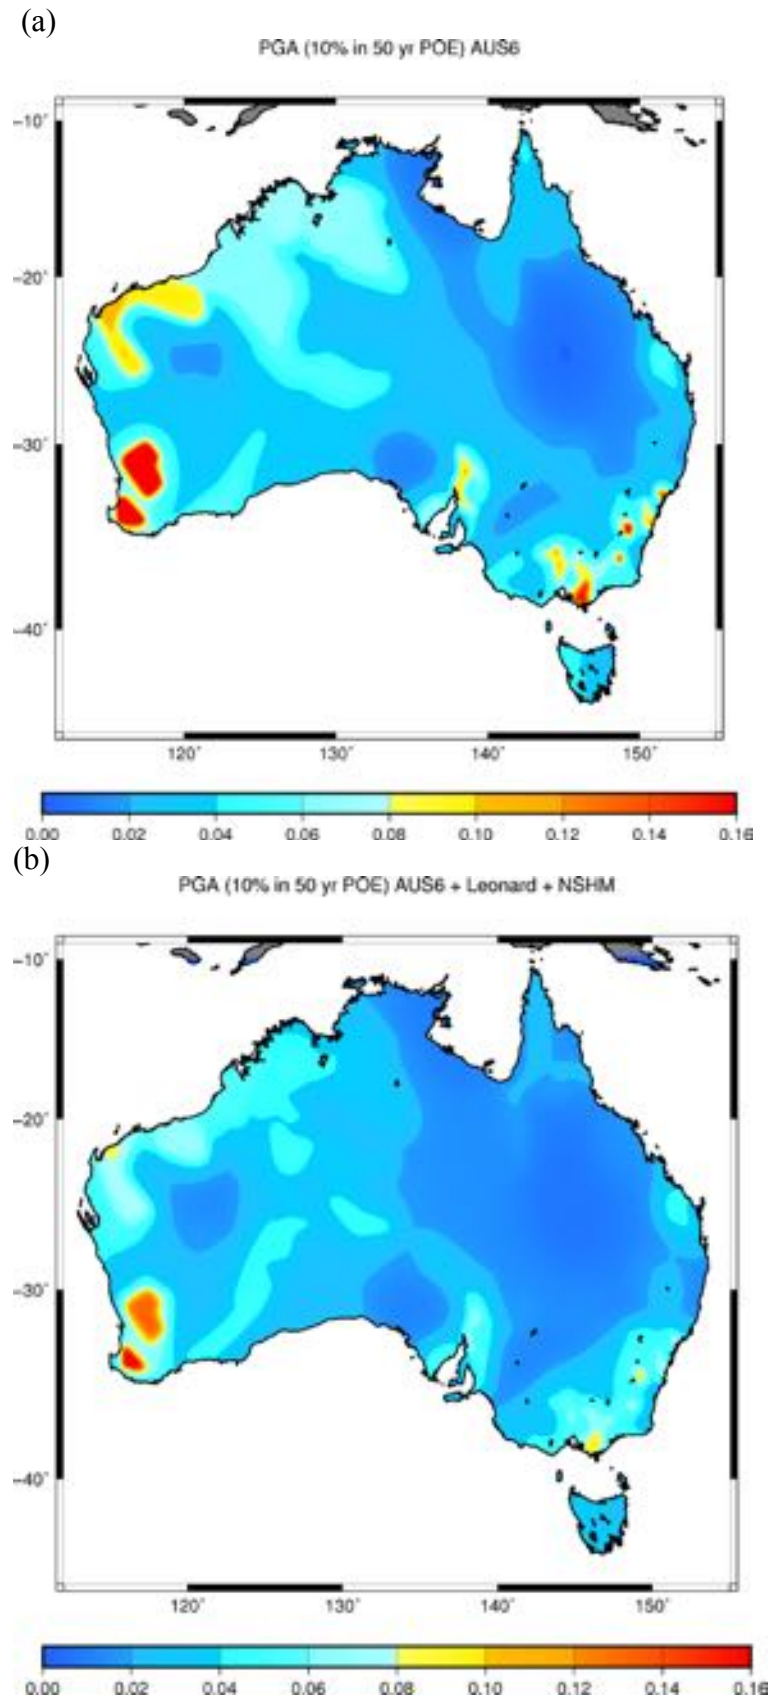 (a)
PGA (10% in 50 yr POE) AUS6
-10°
-20°
-30°
-40°
120° 130° 140° 150°
0.00 0.02 0.04 0.06 0.08 0.10 0.12 0.14 0.16
(b)
PGA (10% in 50 yr POE) AUS6 + Leonard + NSHM
-10°
-20°
-30°
-40°
120° 130° 140° 150°
0.00 0.02 0.04 0.06 0.08 0.10 0.12 0.14 0.16